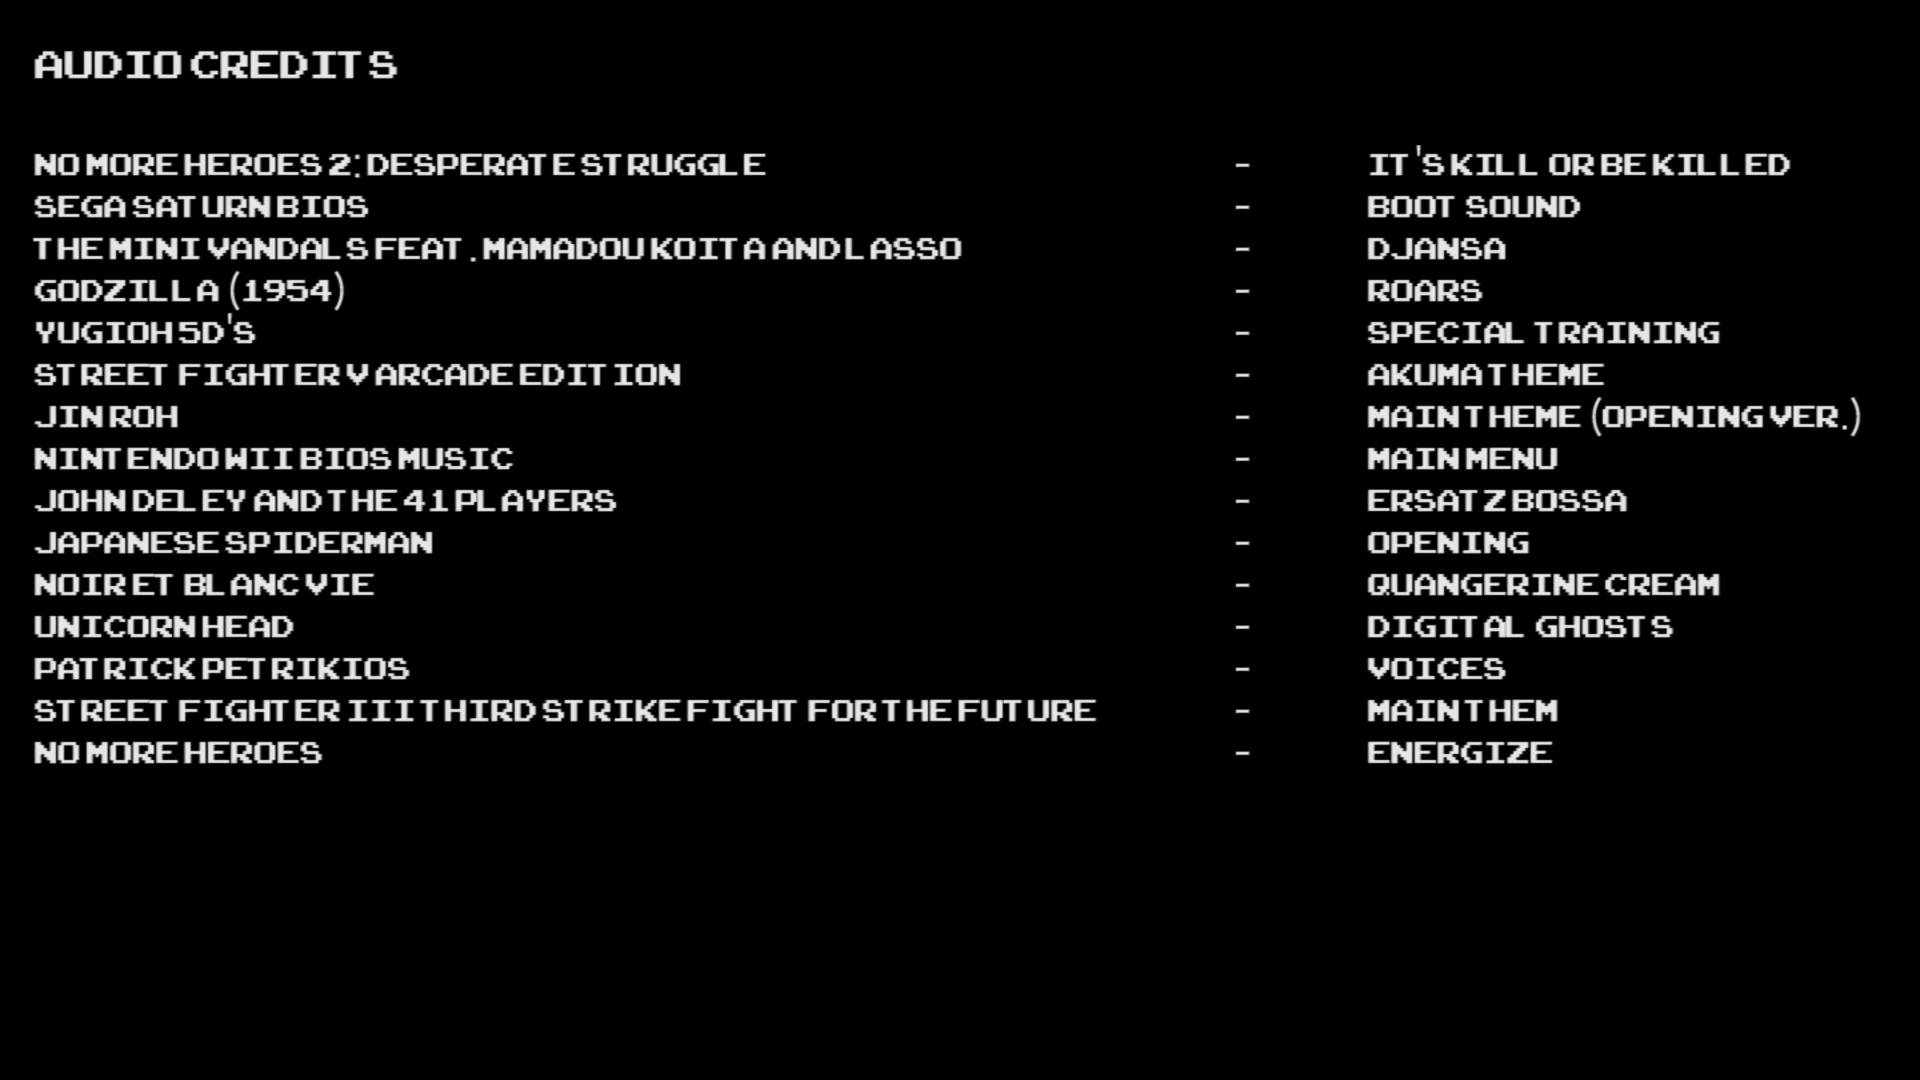 AUDIO CREDITS
NO MORE HEROES 2: DESPERATE STRUGGLE - IT'S KILL OR BE KILLED
SEGA SATURN BIOS - BOOT SOUND
THE MINI VANDALS FEAT. MAMADOU KOITA AND LASSO - DJANSA
GODZILLA (1954) - ROARS
YUGIOH 5D'S - SPECIAL TRAINING
STREET FIGHTER V ARCADE EDITION - AKUMA THEME
JIN ROH - MAIN THEME (OPENING VER.)
NINTENDO WII BIOS MUSIC - MAIN MENU
JOHN DELEY AND THE 41 PLAYERS - ERSATZ BOSSA
JAPANESE SPIDERMAN - OPENING
NOIR ET BLANC VIE - QUANGERINE CREAM
UNICORN HEAD - DIGITAL GHOSTS
PATRICK PETRIKIOS - VOICES
STREET FIGHTER III THIRD STRIKE FIGHT FOR THE FUTURE - MAIN THEM
NO MORE HEROES - ENERGIZE